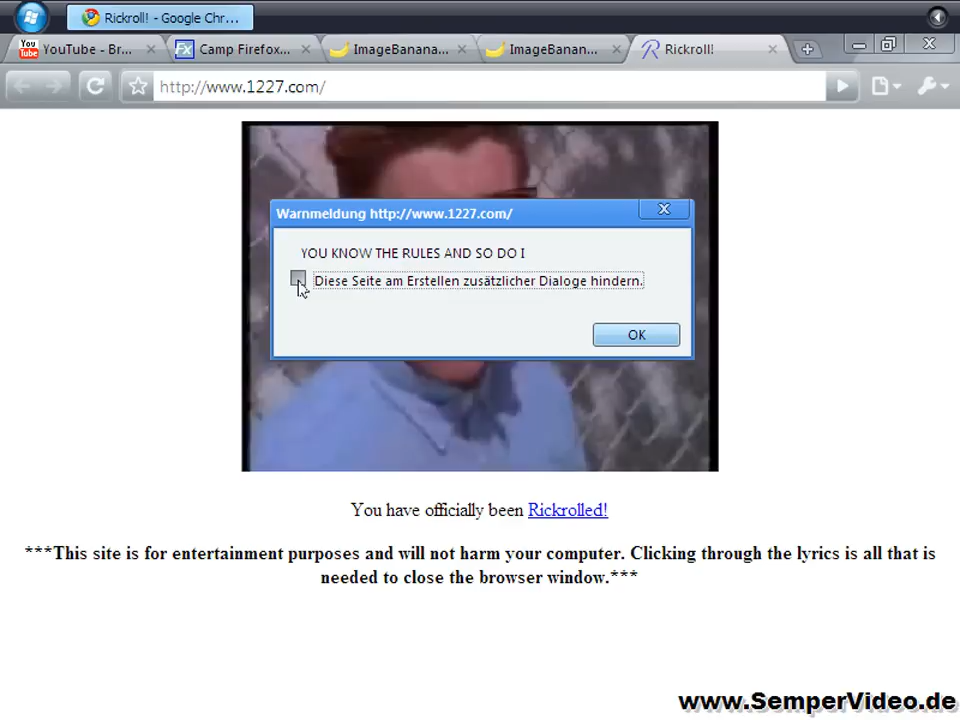 Rickroll! - Google Chr...
You Tube YouTube - Br...
Fx Camp Firefox...
ImageBanana...
ImageBanan...
R Rickroll!
http://www.1227.com/
Warnmeldung http://www.1227.com/
YOU KNOW THE RULES AND SO DO I
Diese Seite am Erstellen zusätzlicher Dialoge hindern.
OK
You have officially been Rickrolled!
***This site is for entertainment purposes and will not harm your computer. Clicking through the lyrics is all that is
needed to close the browser window.***
www.SemperVideo.de